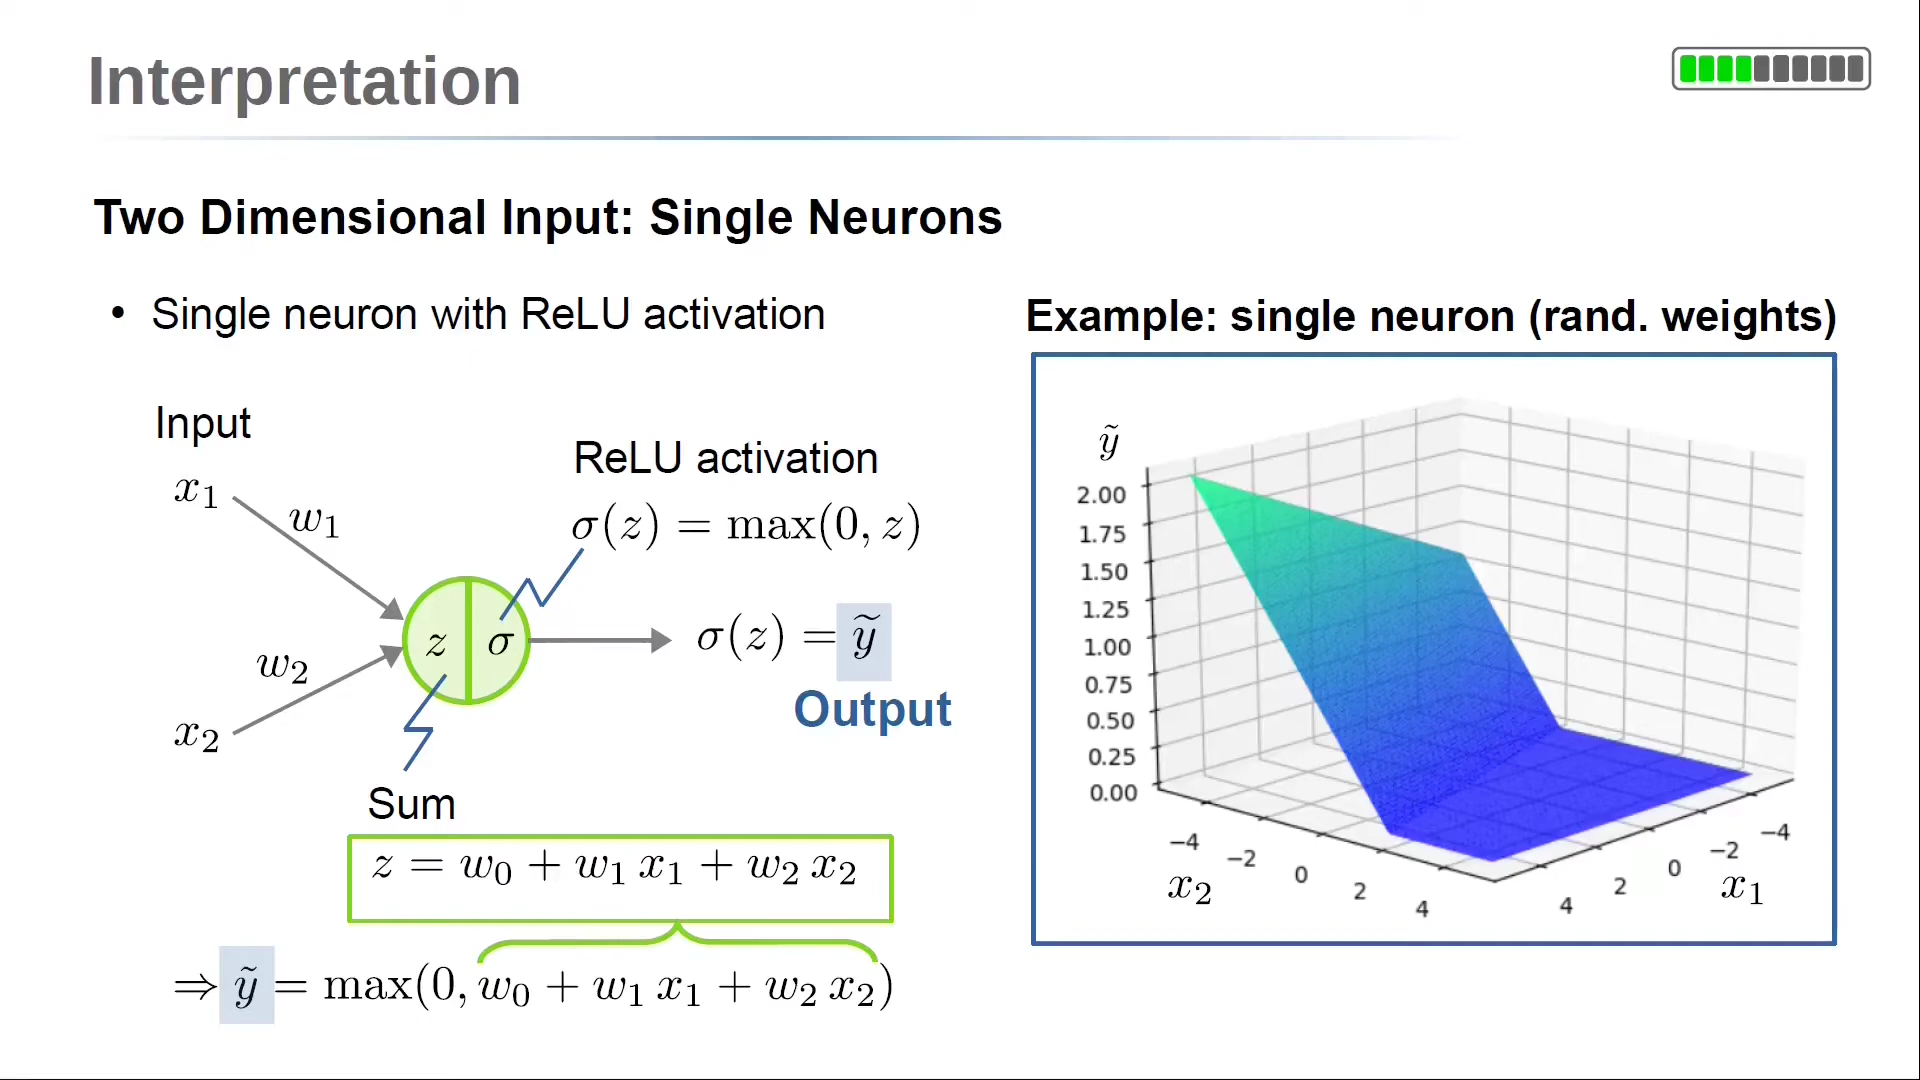 Interpretation
Two Dimensional Input: Single Neurons
• Single neuron with ReLU activation
Input
x₁
w₁
w₂
x₂
z
σ
ReLU activation
σ(z) = max(0, z)
σ(z) = ỹ
Output
Sum
z = w₀ + w₁ x₁ + w₂ x₂
⇒ ỹ = max(0, w₀ + w₁ x₁ + w₂ x₂)
Example: single neuron (rand. weights)
ỹ
2.00
1.75
1.50
1.25
1.00
0.75
0.50
0.25
0.00
−4
−2
0
2
4
x₂
4
2
0
−2
−4
x₁